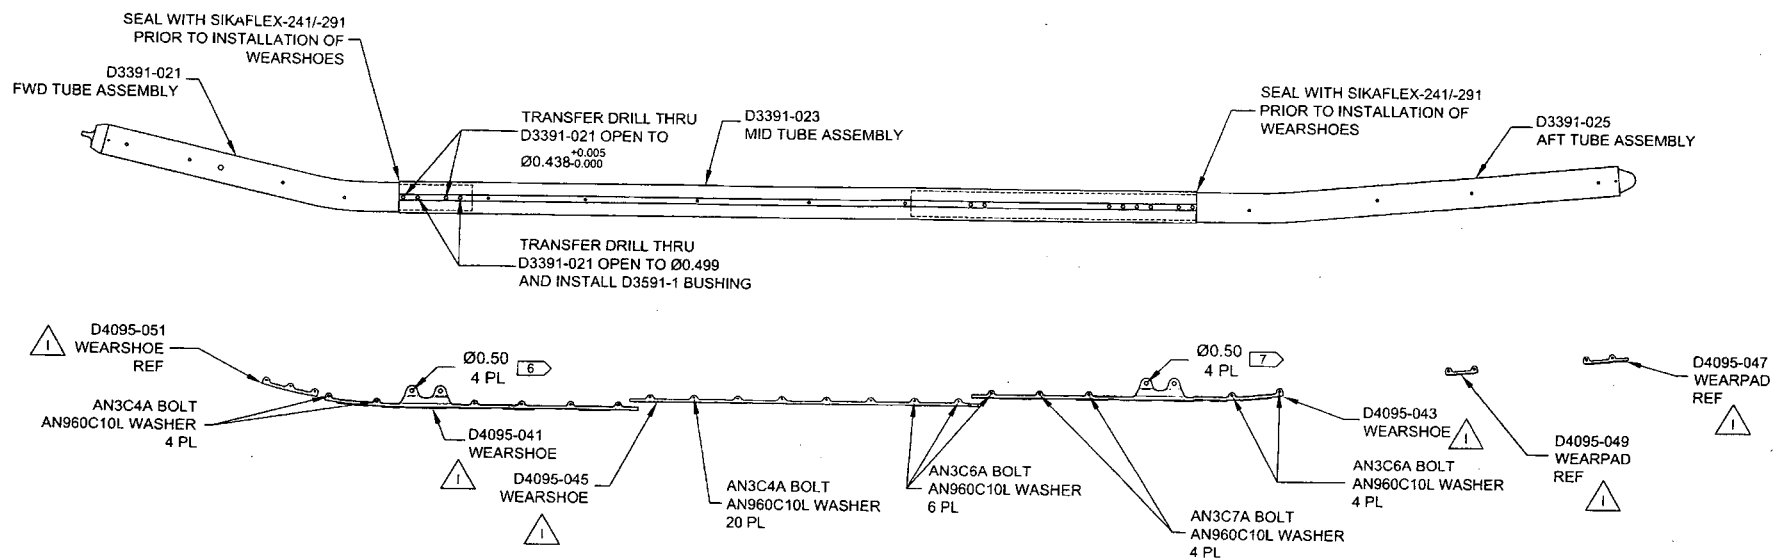 SEAL WITH SIKAFLEX-241/-291
PRIOR TO INSTALLATION OF
WEARSHOES
D3391-021
FWD TUBE ASSEMBLY
TRANSFER DRILL THRU
D3391-021 OPEN TO
Ø0.438 +0.005 -0.000
D3391-023
MID TUBE ASSEMBLY
SEAL WITH SIKAFLEX-241/-291
PRIOR TO INSTALLATION OF
WEARSHOES
D3391-025
AFT TUBE ASSEMBLY
TRANSFER DRILL THRU
D3391-021 OPEN TO Ø0.499
AND INSTALL D3591-1 BUSHING
1
D4095-051
WEARSHOE
REF
Ø0.50
4 PL
6
Ø0.50
4 PL
7
D4095-047
WEARPAD
REF
1
AN3C4A BOLT
AN960C10L WASHER
4 PL
D4095-041
WEARSHOE
1
D4095-045
WEARSHOE
1
AN3C4A BOLT
AN960C10L WASHER
20 PL
AN3C6A BOLT
AN960C10L WASHER
6 PL
AN3C7A BOLT
AN960C10L WASHER
4 PL
D4095-043
WEARSHOE
1
AN3C6A BOLT
AN960C10L WASHER
4 PL
D4095-049
WEARPAD
REF
1